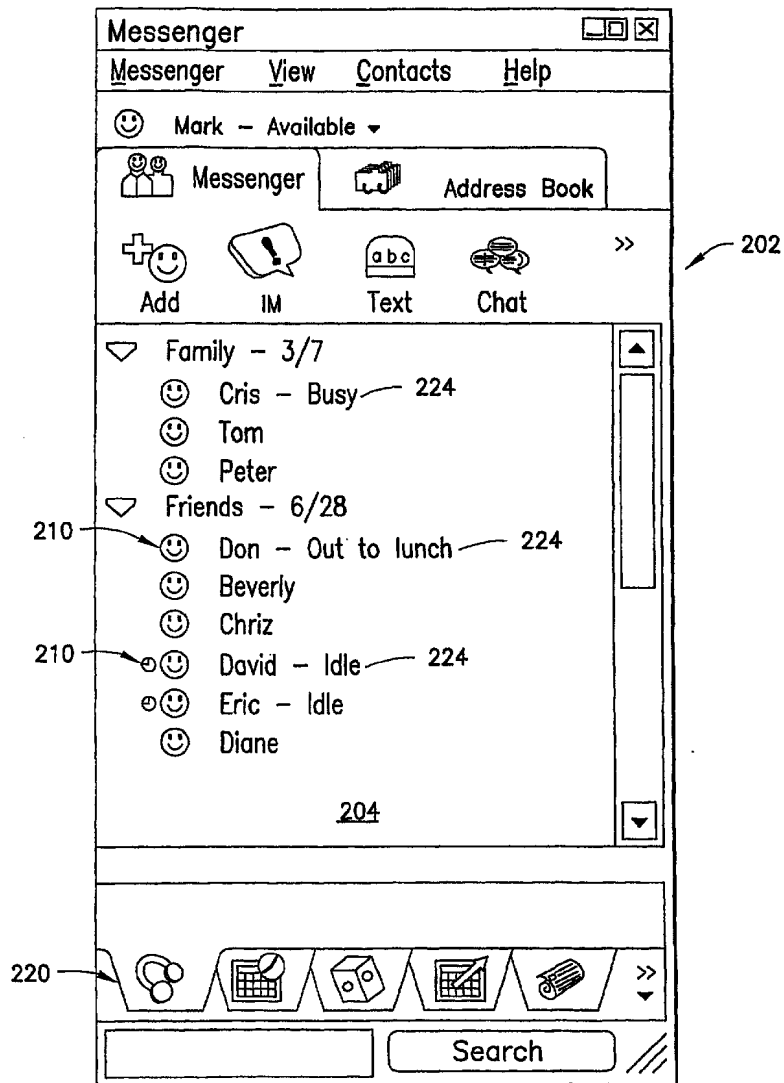 Messenger
Messenger View Contacts Help
Mark – Available
Messenger Address Book
202
abc
Add IM Text Chat
Family – 3/7
Cris – Busy 224
Tom
Peter
Friends – 6/28
210 Don – Out to lunch 224
Beverly
Chriz
210 David – Idle 224
Eric – Idle
Diane
204
220
Search